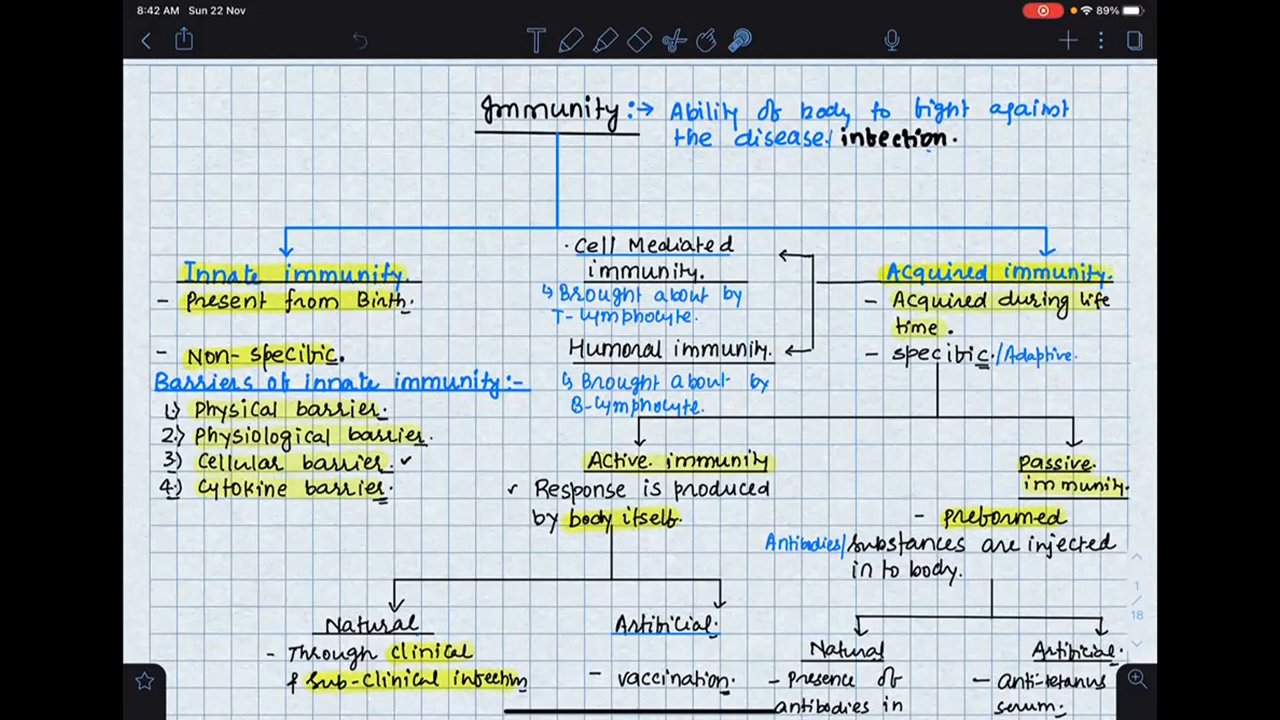 8:42 AM Sun 22 Nov
89%
Immunity :→ Ability of body to fight against
the disease/ infection.
Innate immunity.
- Present from Birth.
- Non-specific.
Barriers of innate immunity:-
1.) Physical barrier.
2.) Physiological barrier.
3.) Cellular barrier. ✓
4.) Cytokine barrier.
· Cell Mediated
immunity.
↳ Brought about by
T-lymphocyte.
Humoral immunity.
↳ Brought about by
B-lymphocyte.
Acquired immunity.
- Acquired during life
time.
- specific./Adaptive.
Active immunity
✓ Response is produced
by body itself.
Natural
- Through clinical
& sub-clinical infection
Artificial.
- vaccination.
passive.
immunity.
- preformed
Antibodies/substances are injected
in to body.
Natural
- presence of
antibodies in
Artificial.
- anti-tetanus
serum.
1
/
18